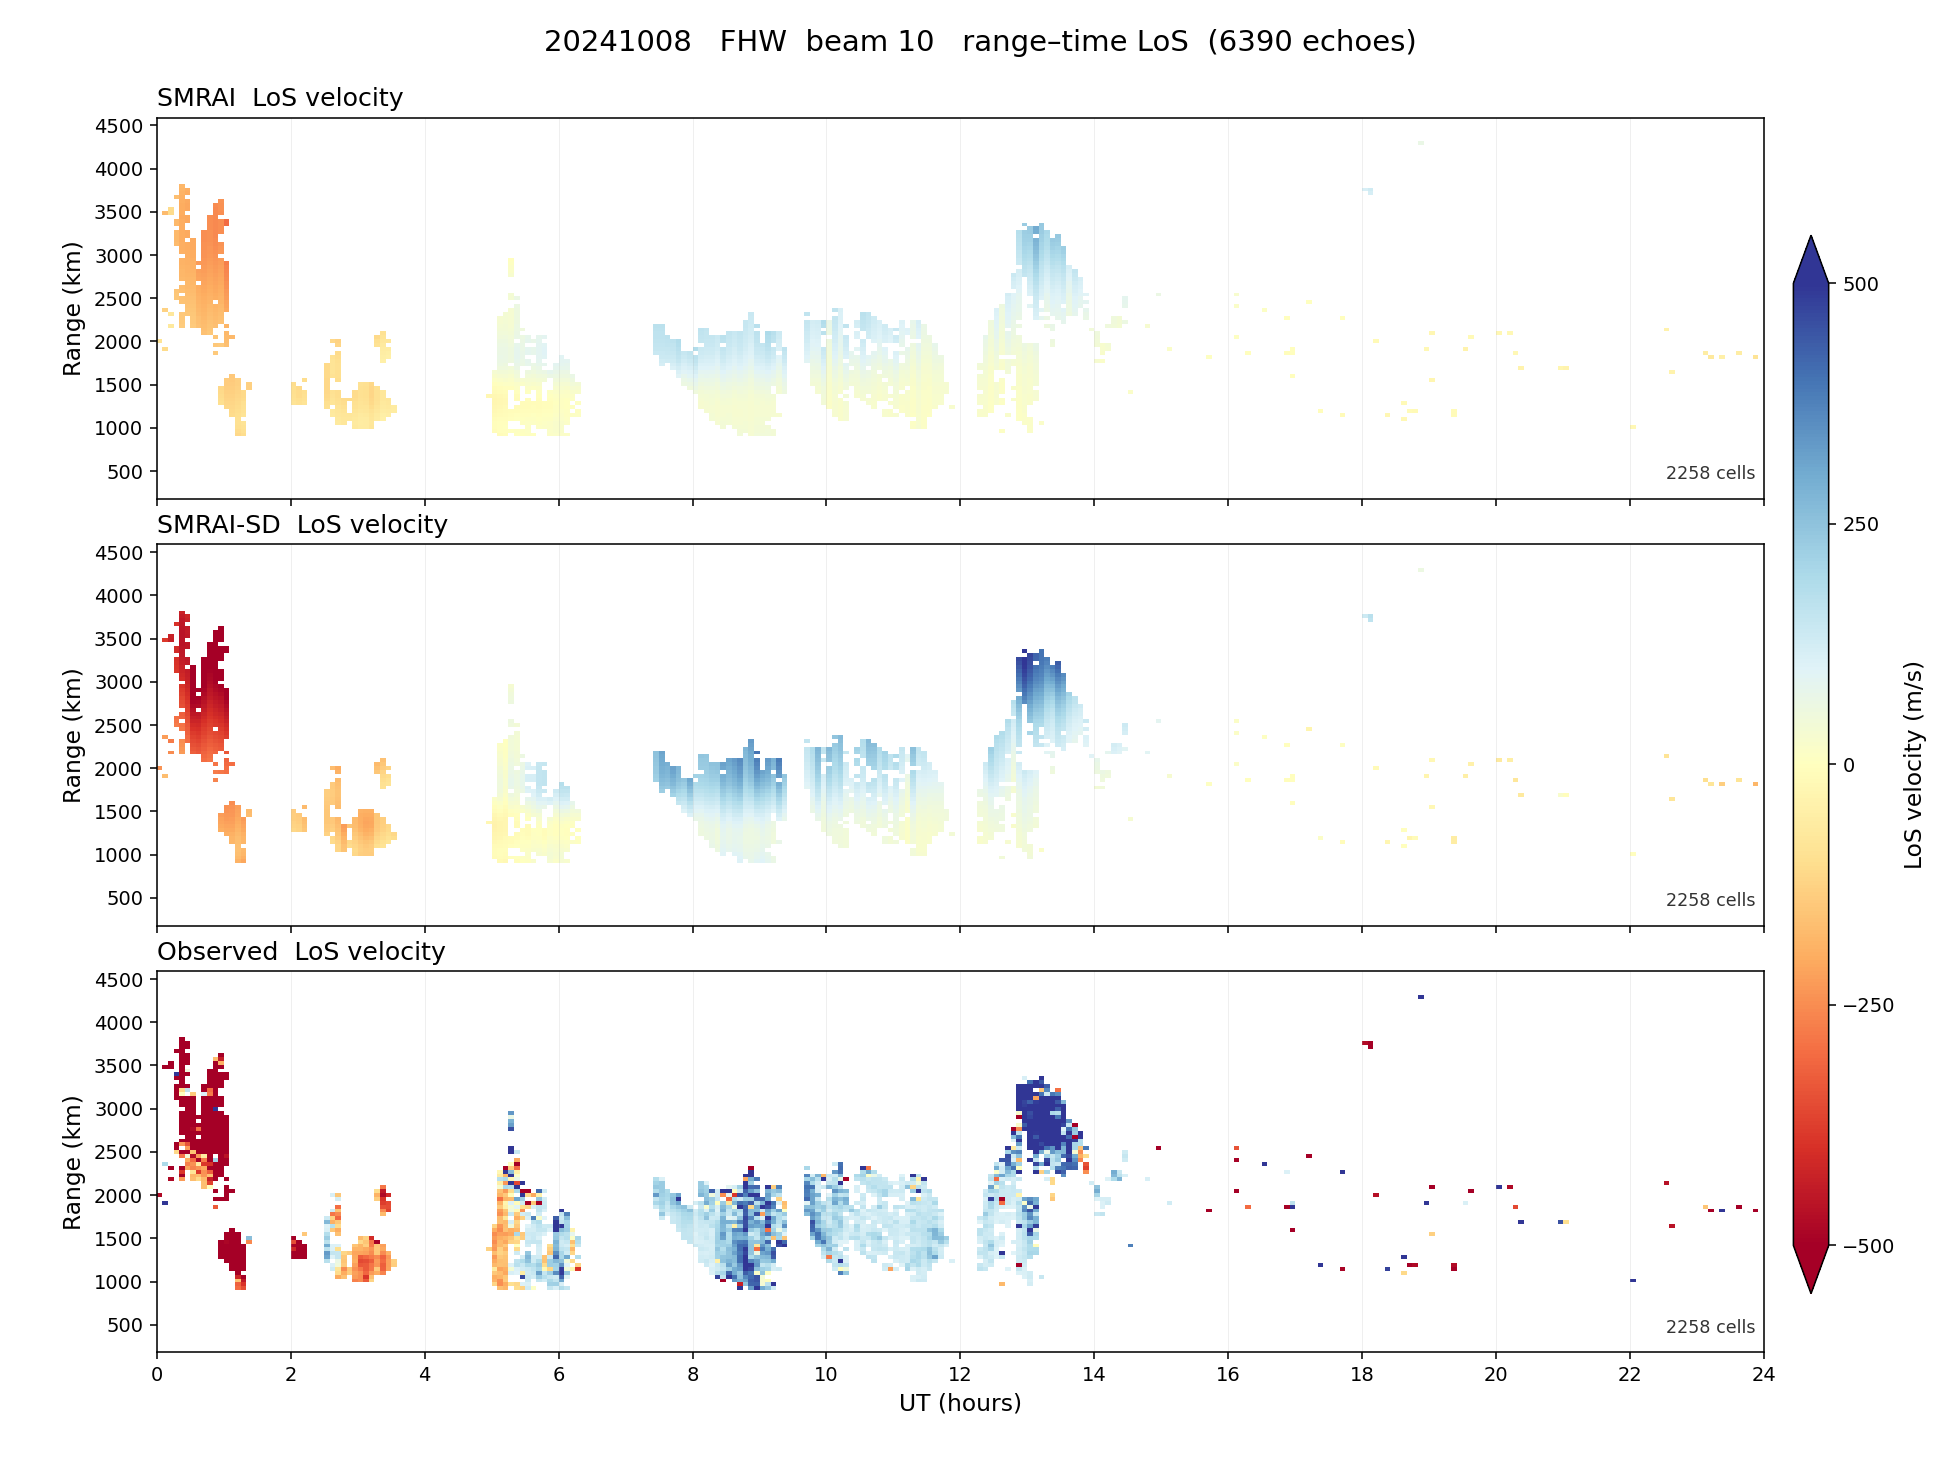 20241008 FHW beam 10 range–time LoS (6390 echoes)
SMRAI LoS velocity
4500
4000
3500
3000
2500
2000
1500
1000
500
Range (km)
2258 cells
SMRAI-SD LoS velocity
4500
4000
3500
3000
2500
2000
1500
1000
500
Range (km)
2258 cells
Observed LoS velocity
4500
4000
3500
3000
2500
2000
1500
1000
500
Range (km)
2258 cells
0 2 4 6 8 10 12 14 16 18 20 22 24
UT (hours)
500
250
0
−250
−500
LoS velocity (m/s)